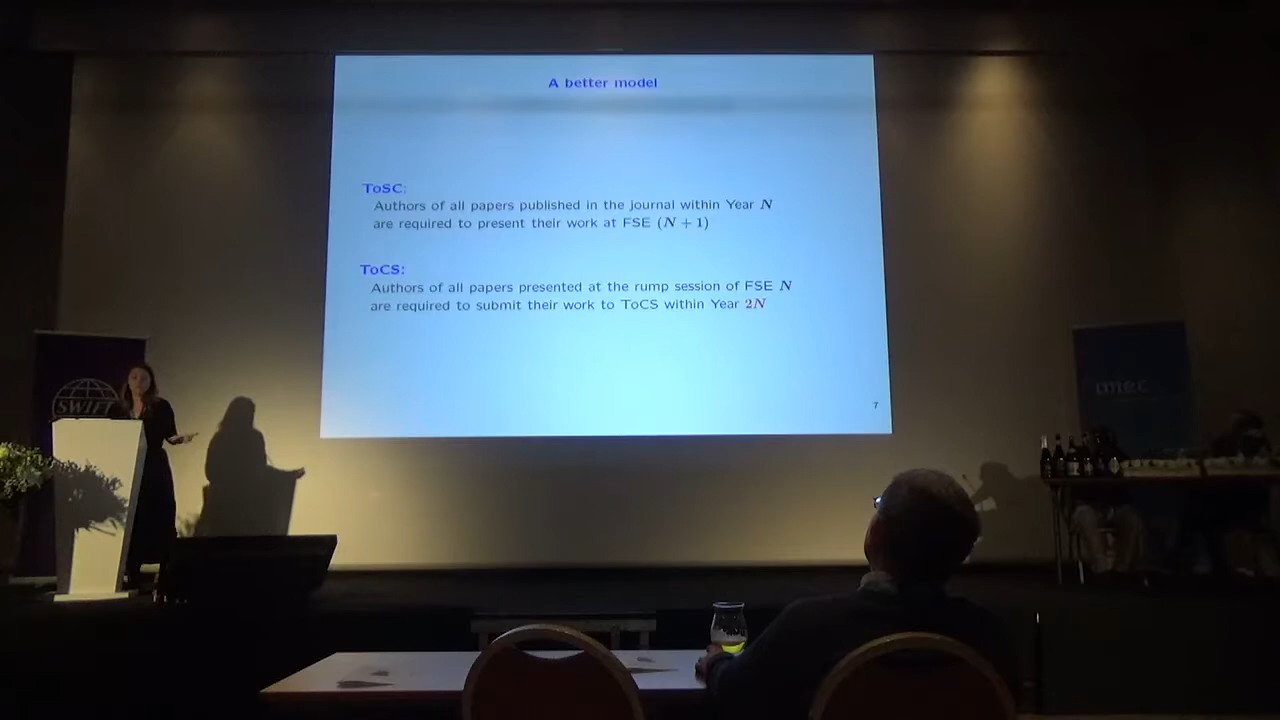 A better model
ToSC:
Authors of all papers published in the journal within Year N
are required to present their work at FSE (N + 1)
ToCS:
Authors of all papers presented at the rump session of FSE N
are required to submit their work to ToCS within Year 2N
7
SWIFT
imec